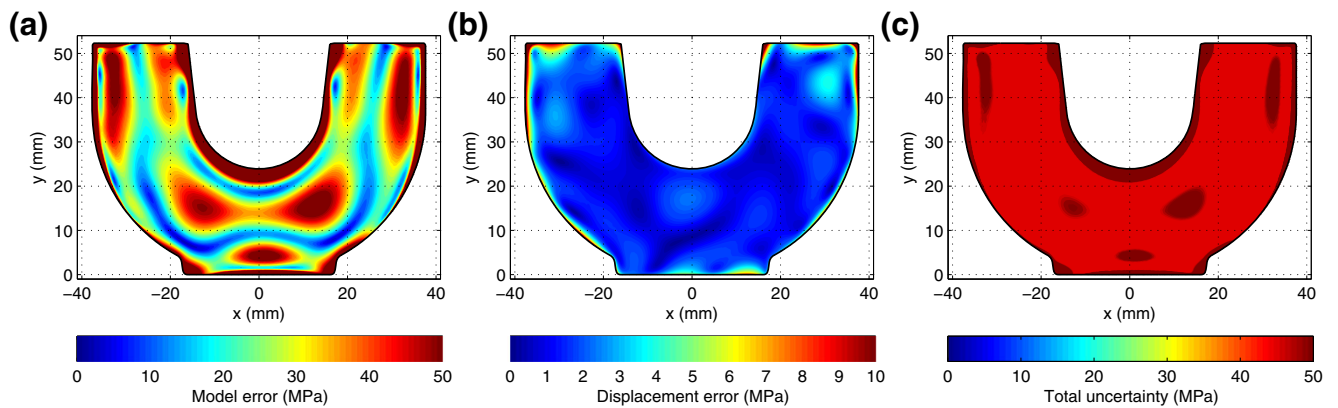 (a) (b) (c)
50 50 50
40 40 40
30 30 30
20 20 20
10 10 10
0 0 0
y (mm) y (mm) y (mm)
−40 −20 0 20 40 −40 −20 0 20 40 −40 −20 0 20 40
x (mm) x (mm) x (mm)
0 10 20 30 40 50 0 1 2 3 4 5 6 7 8 9 10 0 10 20 30 40 50
Model error (MPa) Displacement error (MPa) Total uncertainty (MPa)